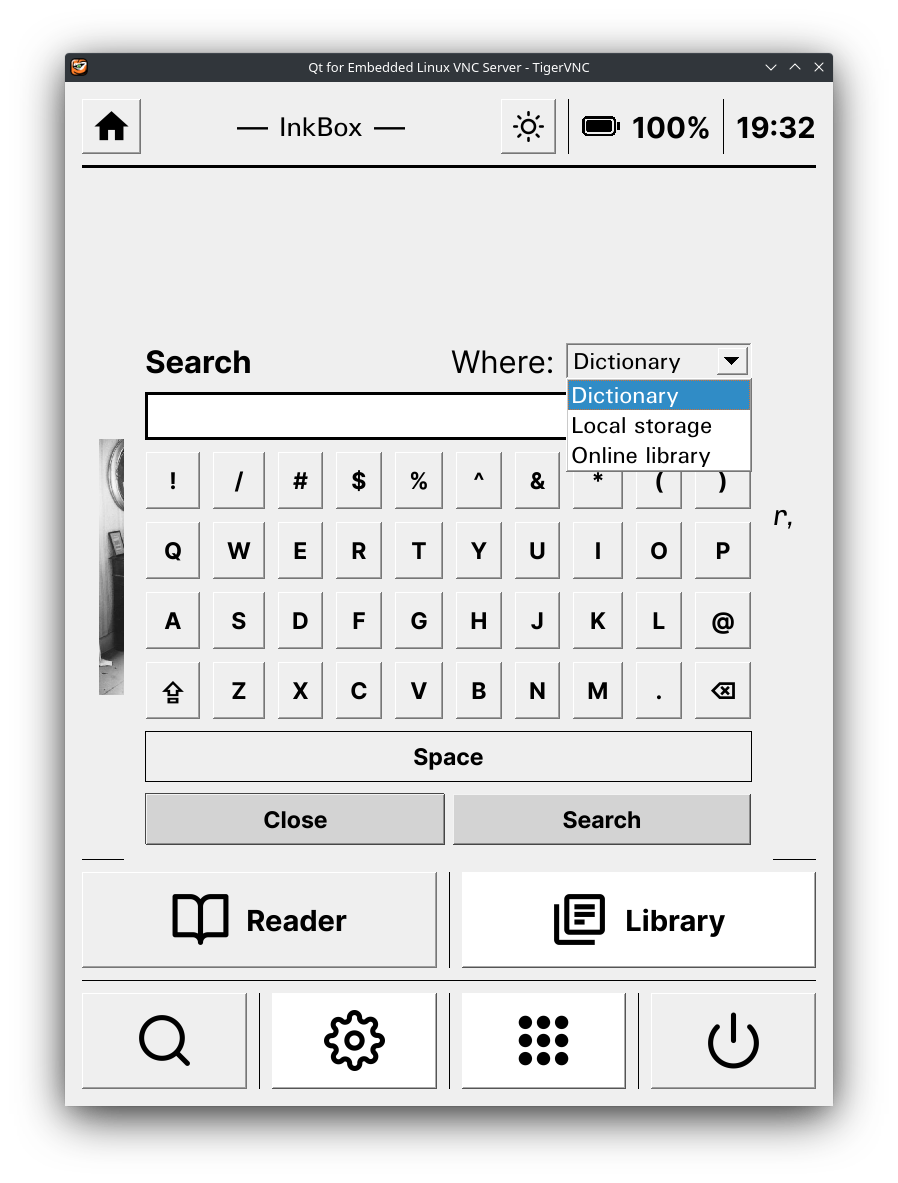 Qt for Embedded Linux VNC Server - TigerVNC
— InkBox — 100% 19:32
Search Where: Dictionary
Dictionary
Local storage
Online library
! / # $ % ^ & * ( )
r,
Q W E R T Y U I O P
A S D F G H J K L @
Z X C V B N M .
Space
Close Search
Reader Library